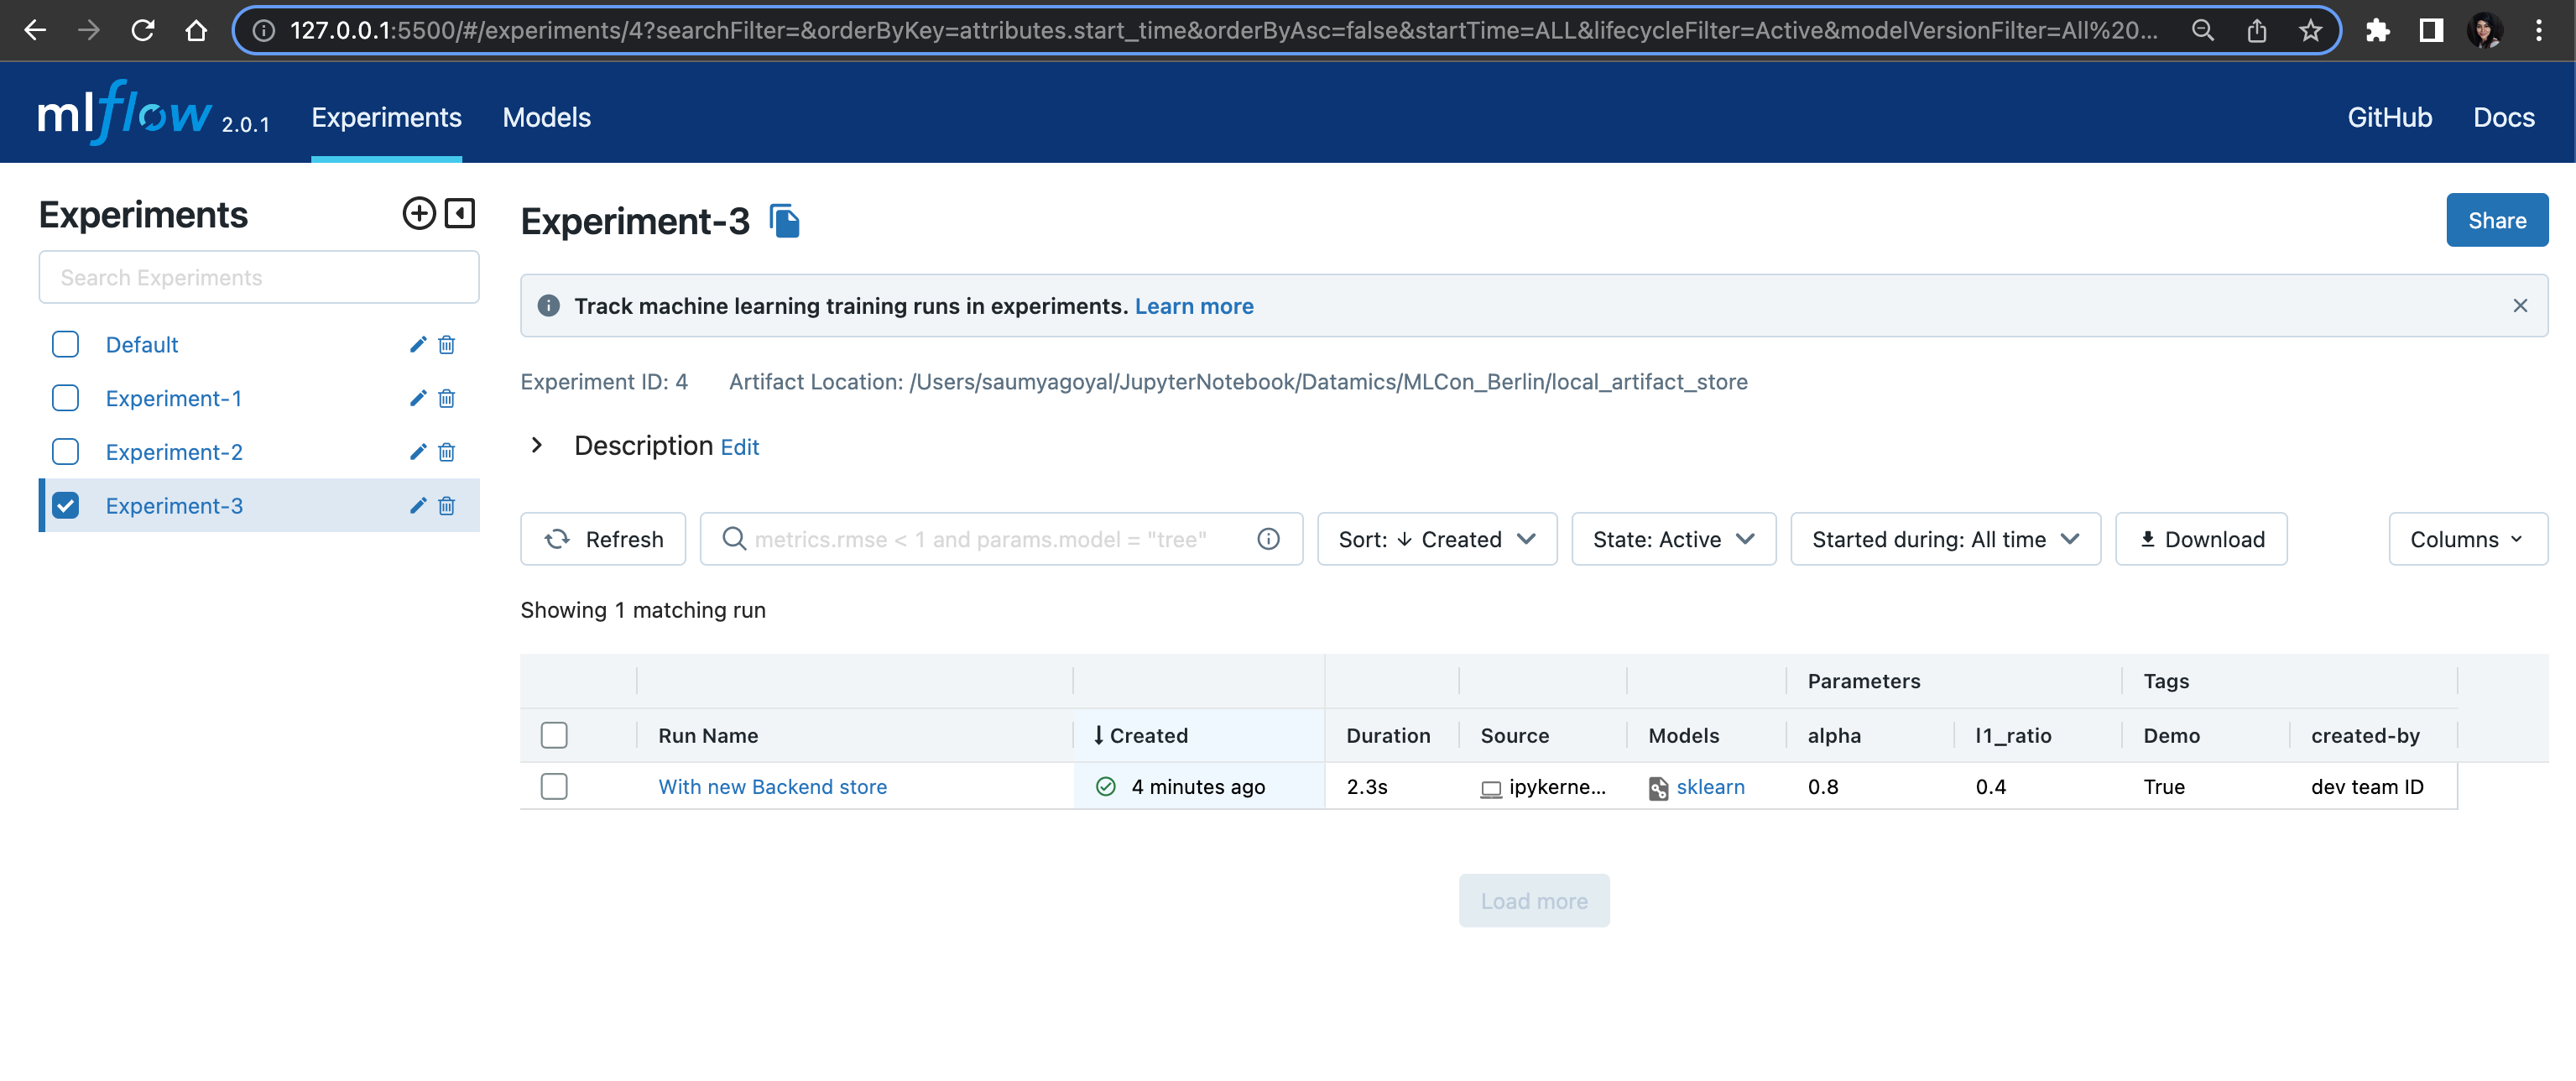 127.0.0.1:5500/#/experiments/4?searchFilter=&orderByKey=attributes.start_time&orderByAsc=false&startTime=ALL&lifecycleFilter=Active&modelVersionFilter=All%20...
mlflow 2.0.1 Experiments Models GitHub Docs
Experiments
Search Experiments
Default
Experiment-1
Experiment-2
Experiment-3
Experiment-3 Share
Track machine learning training runs in experiments. Learn more
Experiment ID: 4 Artifact Location: /Users/saumyagoyal/JupyterNotebook/Datamics/MLCon_Berlin/local_artifact_store
Description Edit
Refresh metrics.rmse < 1 and params.model = "tree" Sort: ↓ Created State: Active Started during: All time Download Columns
Showing 1 matching run
Parameters Tags
Run Name ↓ Created Duration Source Models alpha l1_ratio Demo created-by
With new Backend store 4 minutes ago 2.3s ipykerne... sklearn 0.8 0.4 True dev team ID
Load more